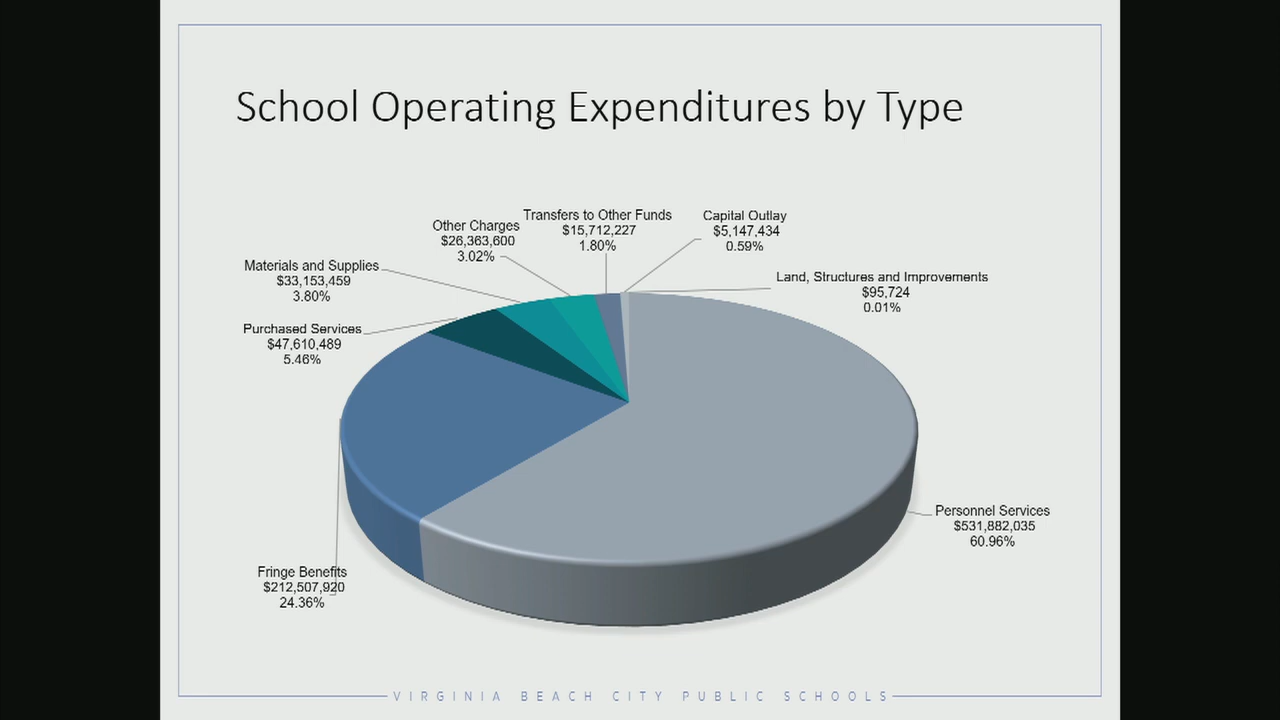 School Operating Expenditures by Type
Transfers to Other Funds
$15,712,227
1.80%
Capital Outlay
$5,147,434
0.59%
Other Charges
$26,363,600
3.02%
Materials and Supplies
$33,153,459
3.80%
Land, Structures and Improvements
$95,724
0.01%
Purchased Services
$47,610,489
5.46%
Personnel Services
$531,882,035
60.96%
Fringe Benefits
$212,507,920
24.36%
VIRGINIA BEACH CITY PUBLIC SCHOOLS